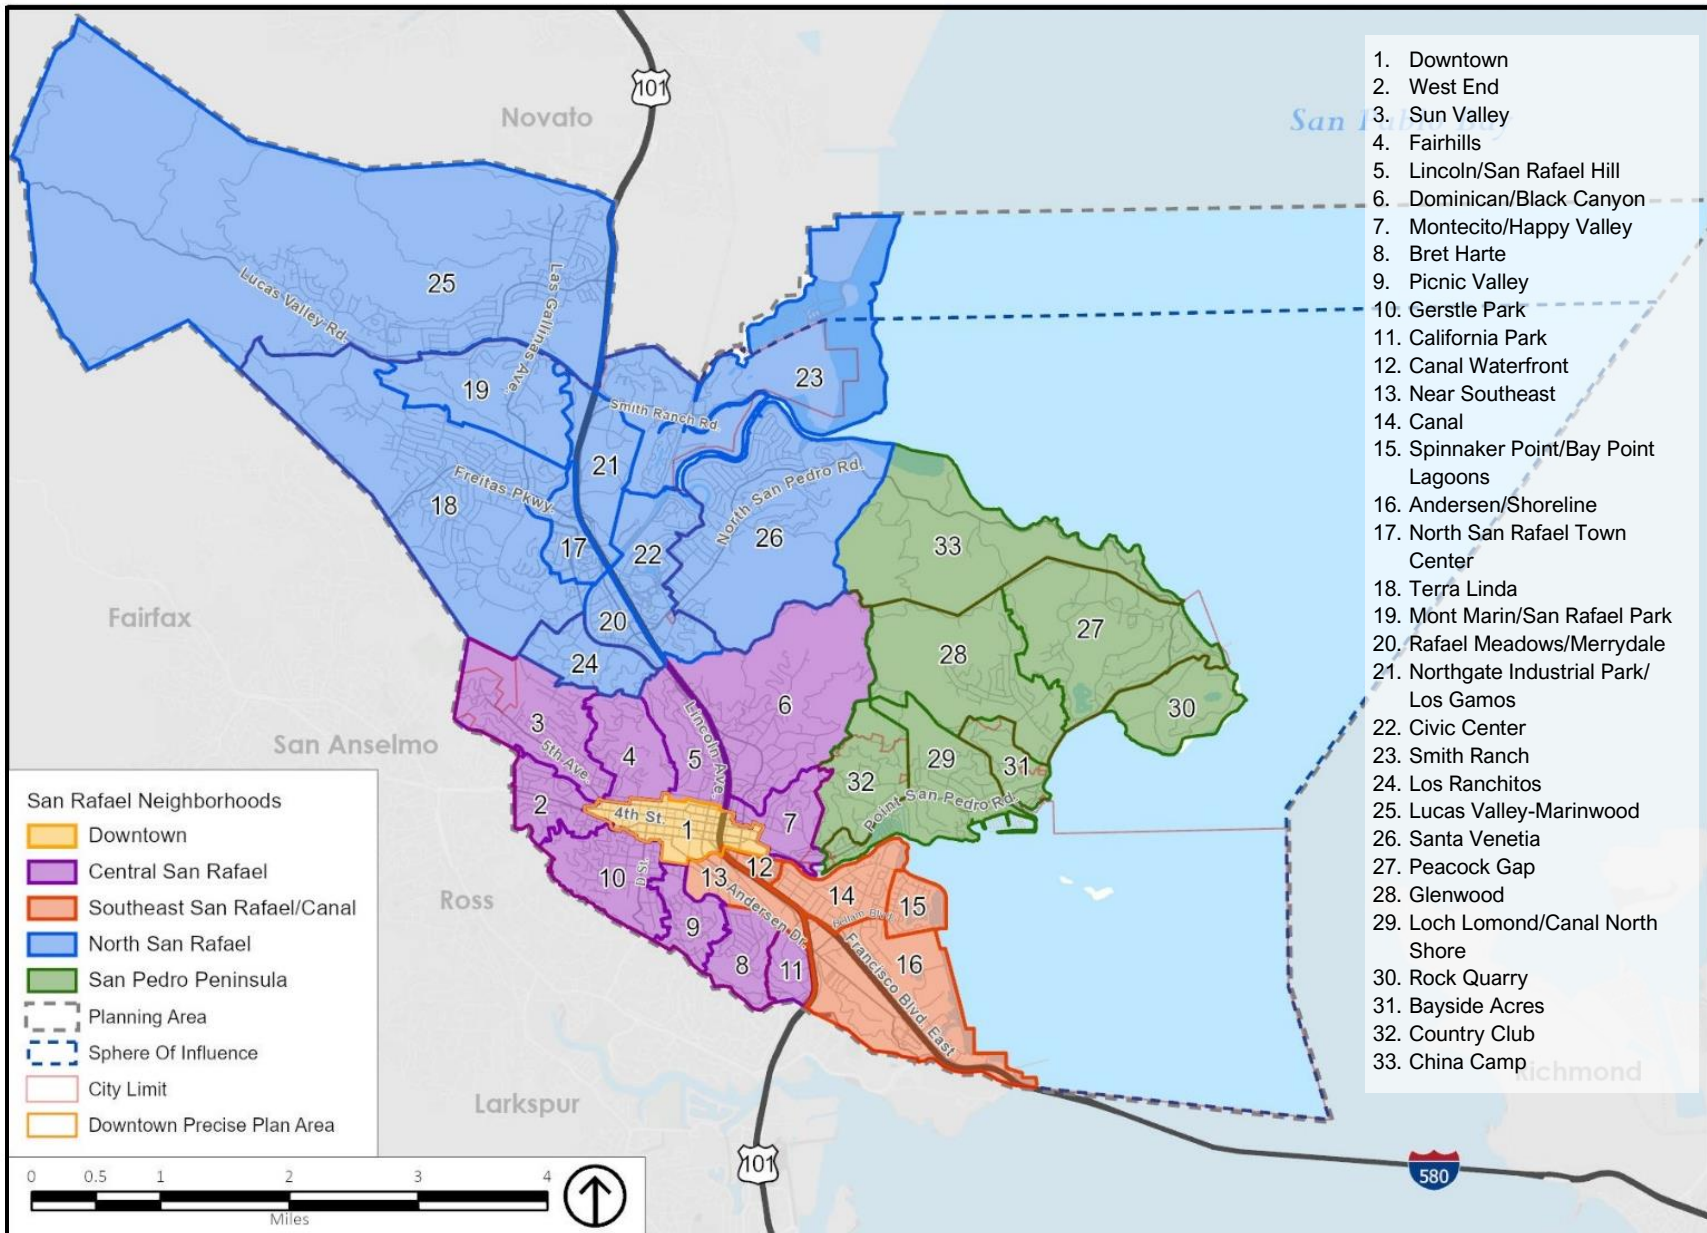 101
Novato
San Pablo Bay
1. Downtown
2. West End
3. Sun Valley
4. Fairhills
5. Lincoln/San Rafael Hill
6. Dominican/Black Canyon
7. Montecito/Happy Valley
8. Bret Harte
9. Picnic Valley
10. Gerstle Park
11. California Park
12. Canal Waterfront
13. Near Southeast
14. Canal
15. Spinnaker Point/Bay Point
Lagoons
16. Andersen/Shoreline
17. North San Rafael Town
Center
18. Terra Linda
19. Mont Marin/San Rafael Park
20. Rafael Meadows/Merrydale
21. Northgate Industrial Park/
Los Gamos
22. Civic Center
23. Smith Ranch
24. Los Ranchitos
25. Lucas Valley-Marinwood
26. Santa Venetia
27. Peacock Gap
28. Glenwood
29. Loch Lomond/Canal North
Shore
30. Rock Quarry
31. Bayside Acres
32. Country Club
33. China Camp
25
Lucas Valley Rd.
Las Gallinas Ave.
19
23
Smith Ranch Rd.
21
18
Freitas Pkwy.
17
22
North San Pedro Rd.
26
33
Fairfax
20
24
27
28
30
6
San Anselmo
3
5th Ave.
4
5
Lincoln Ave.
32
29
31
Point San Pedro Rd.
2
4th St.
1
7
12
13
10
D St.
14
15
Andersen Dr.
Ross
9
8
11
16
Francisco Blvd. East
Larkspur
Richmond
101
580
San Rafael Neighborhoods
Downtown
Central San Rafael
Southeast San Rafael/Canal
North San Rafael
San Pedro Peninsula
Planning Area
Sphere Of Influence
City Limit
Downtown Precise Plan Area
0 0.5 1 2 3 4
Miles